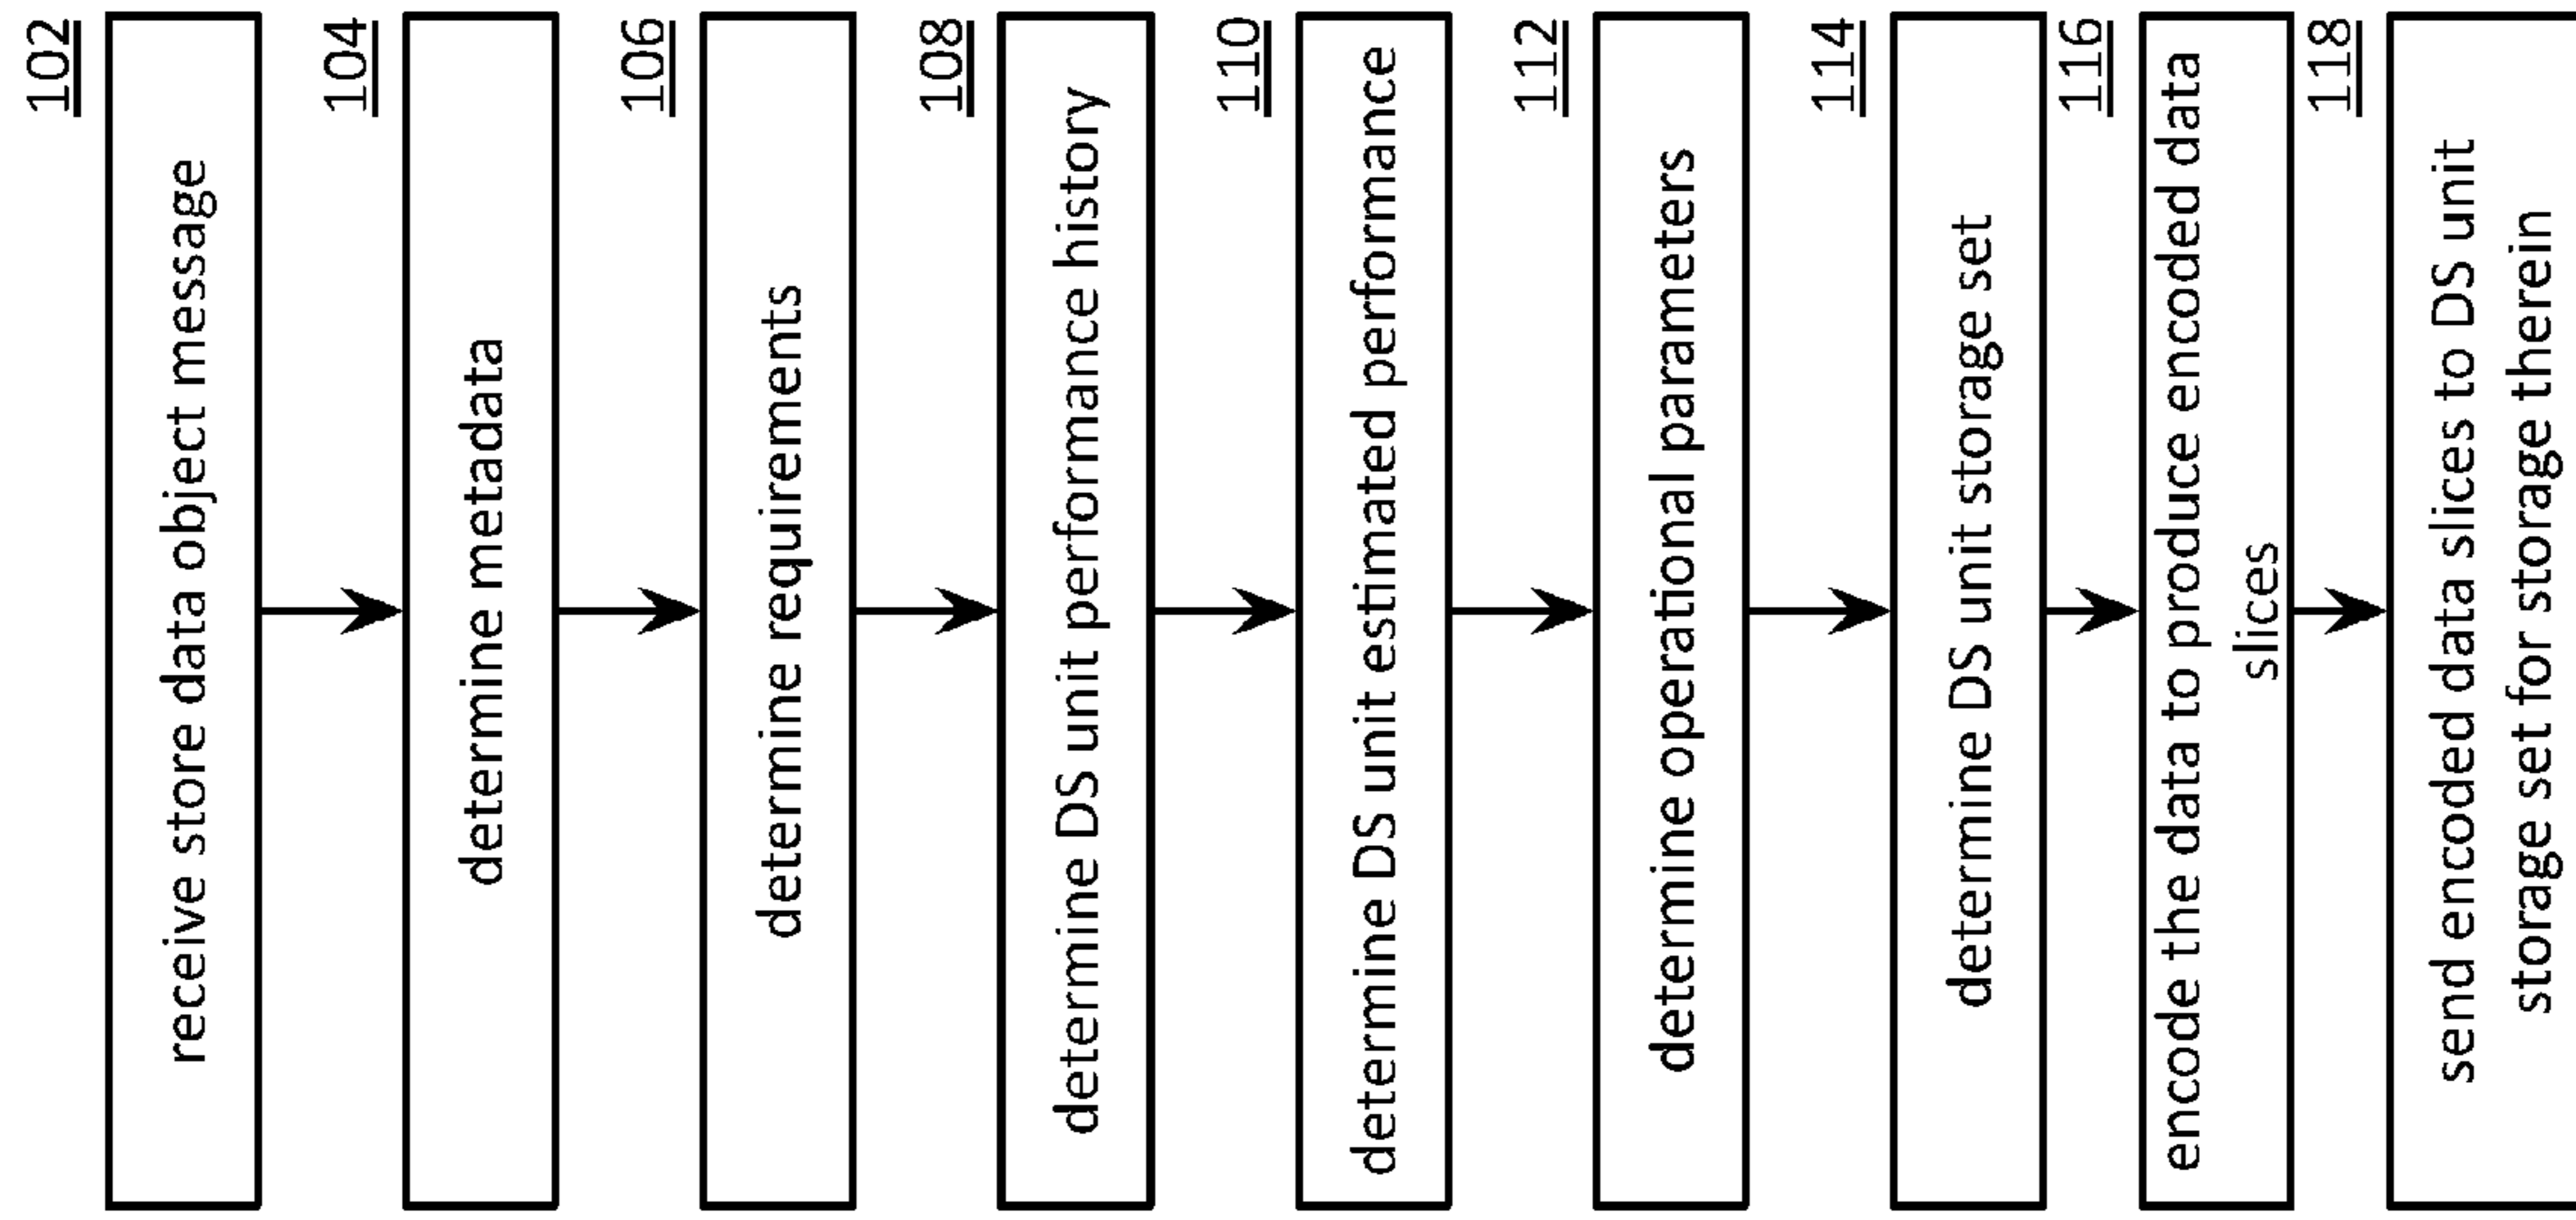 102
receive store data object message
104
determine metadata
106
determine requirements
108
determine DS unit performance history
110
determine DS unit estimated performance
112
determine operational parameters
114
determine DS unit storage set
116
encode the data to produce encoded data
slices
118
send encoded data slices to DS unit
storage set for storage therein